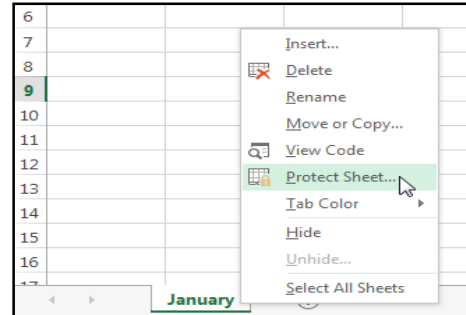 6
7
8
9
10
11
12
13
14
15
16
17
Insert...
Delete
Rename
Move or Copy...
View Code
Protect Sheet...
Tab Color
Hide
Unhide...
Select All Sheets
January